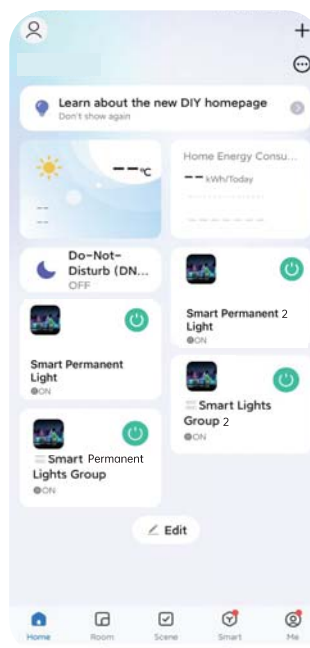 Learn about the new DIY homepage
Don't show again
--°C
--
--
Home Energy Consu...
-- kWh/Today
Do-Not-
Disturb (DN...
OFF
Smart Permanent 2
Light
ON
Smart Permanent
Light
ON
Smart Lights
Group 2
ON
Smart Permanent
Lights Group
ON
Edit
Home
Room
Scene
Smart
Me